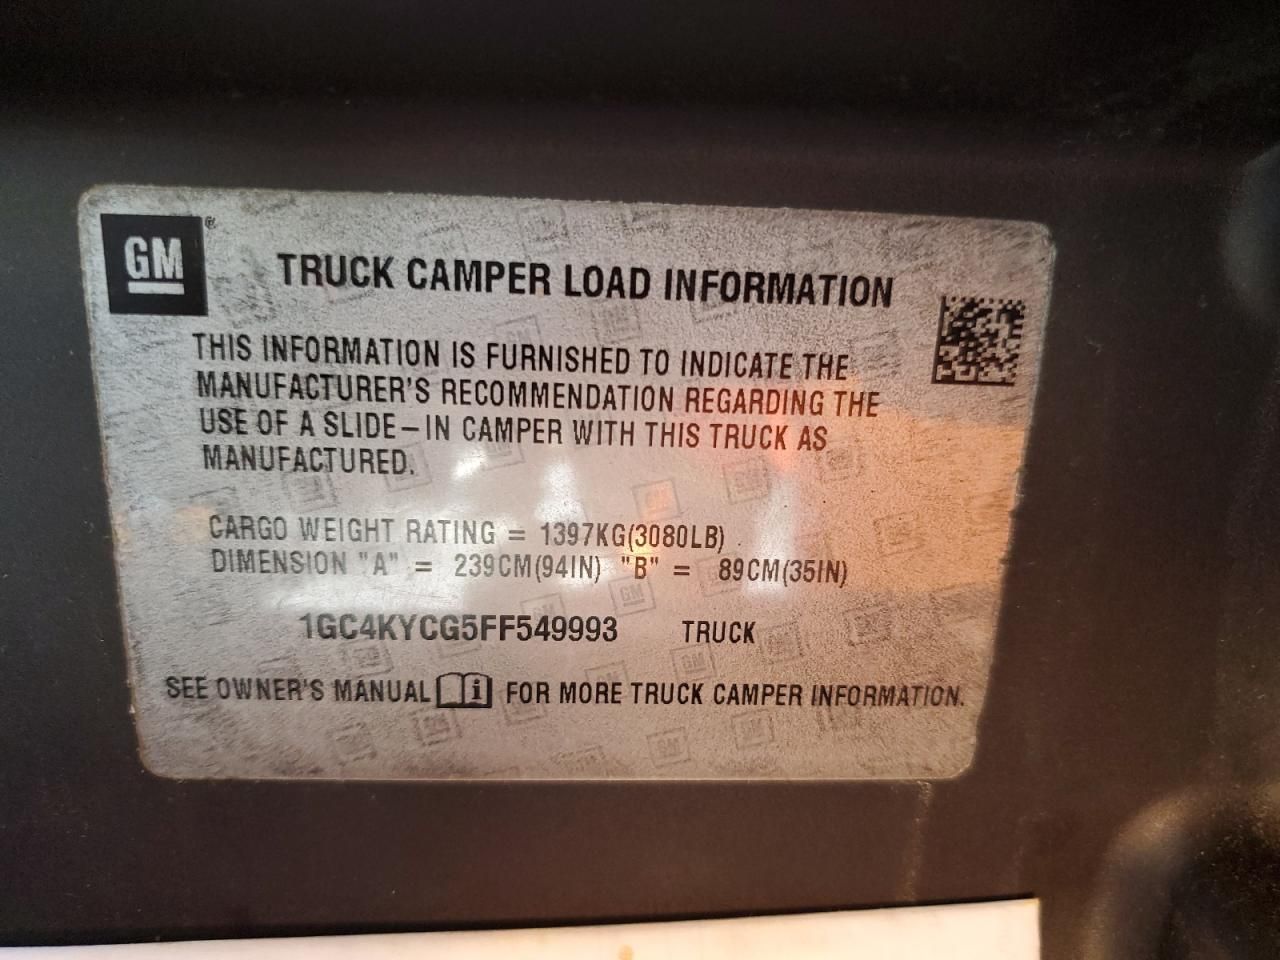 GM®
TRUCK CAMPER LOAD INFORMATION
THIS INFORMATION IS FURNISHED TO INDICATE THE
MANUFACTURER'S RECOMMENDATION REGARDING THE
USE OF A SLIDE-IN CAMPER WITH THIS TRUCK AS
MANUFACTURED.
CARGO WEIGHT RATING = 1397KG(3080LB)
DIMENSION "A" = 239CM(94IN) "B" = 89CM(35IN)
1GC4KYCG5FF549993 TRUCK
SEE OWNER'S MANUAL i FOR MORE TRUCK CAMPER INFORMATION.